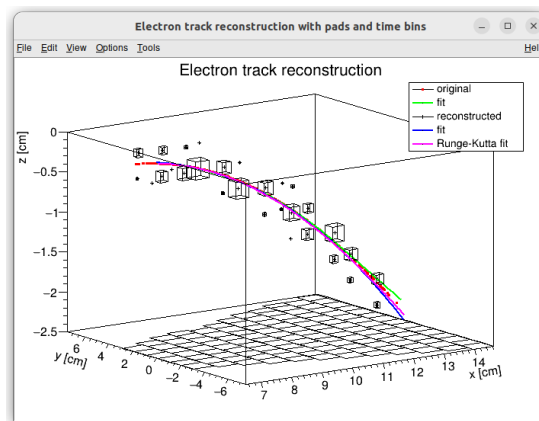 Electron track reconstruction with pads and time bins
File Edit View Options Tools Hel
Electron track reconstruction
original
fit
reconstructed
fit
Runge-Kutta fit
z [cm]
0
−0.5
−1.0
−1.5
−2.0
−2.5
y [cm]
6 4 2 0 −2 −4 −6
x [cm]
7 8 9 10 11 12 13 14